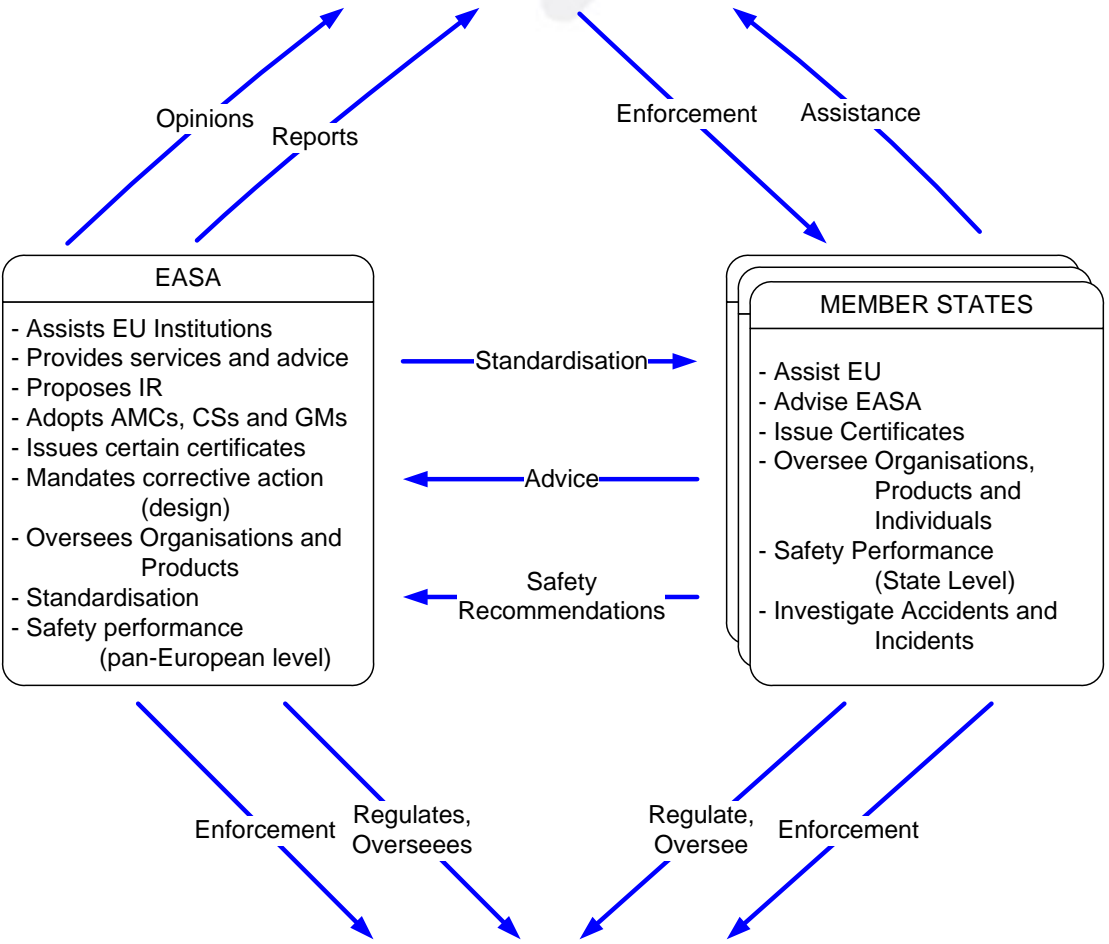 Opinions
Reports
Enforcement
Assistance
EASA
- Assists EU Institutions
- Provides services and advice
- Proposes IR
- Adopts AMCs, CSs and GMs
- Issues certain certificates
- Mandates corrective action
(design)
- Oversees Organisations and
Products
- Standardisation
- Safety performance
(pan-European level)
Standardisation
Advice
Safety
Recommendations
MEMBER STATES
- Assist EU
- Advise EASA
- Issue Certificates
- Oversee Organisations,
Products and
Individuals
- Safety Performance
(State Level)
- Investigate Accidents and
Incidents
Enforcement
Regulates,
Overseees
Regulate,
Oversee
Enforcement